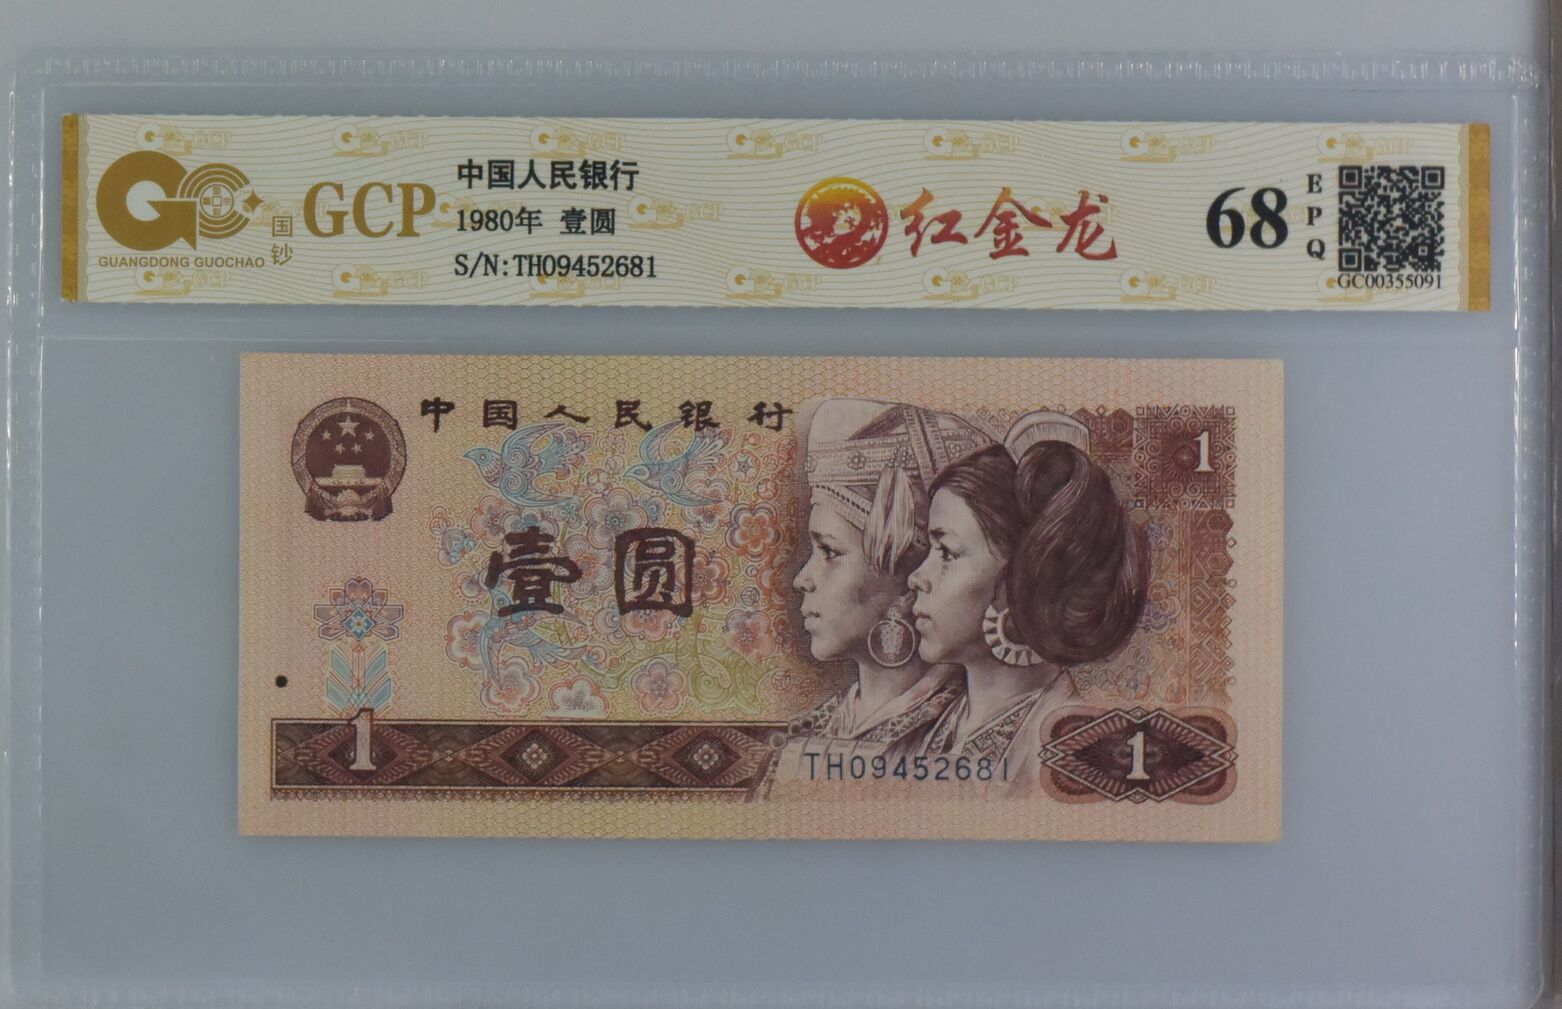 GCP
GUANGDONG GUOCHAO
国钞
中国人民银行
1980年 壹圆
S/N:TH09452681
红金龙
68
EPQ
GC00355091
中国人民银行
1
壹圆
1
TH09452681
1